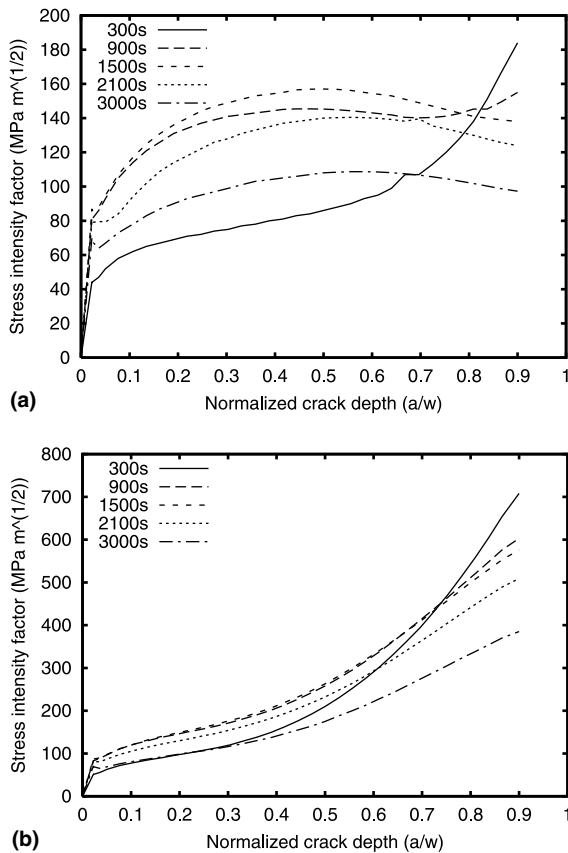 Stress intensity factor (MPa m^(1/2))
200
180
160
140
120
100
80
60
40
20
0
300s
900s
1500s
2100s
3000s
0 0.1 0.2 0.3 0.4 0.5 0.6 0.7 0.8 0.9 1
(a) Normalized crack depth (a/w)
Stress intensity factor (MPa m^(1/2))
800
700
600
500
400
300
200
100
0
300s
900s
1500s
2100s
3000s
0 0.1 0.2 0.3 0.4 0.5 0.6 0.7 0.8 0.9 1
(b) Normalized crack depth (a/w)